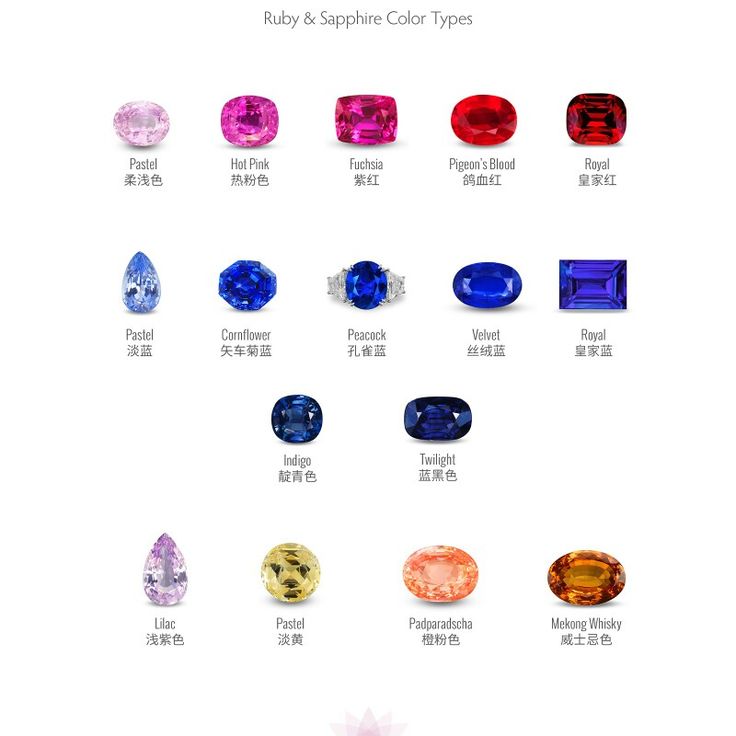 Ruby & Sapphire Color Types
Pastel
柔浅色
Hot Pink
热粉色
Fuchsia
紫红
Pigeon's Blood
鸽血红
Royal
皇家红
Pastel
淡蓝
Cornflower
矢车菊蓝
Peacock
孔雀蓝
Velvet
丝绒蓝
Royal
皇家蓝
Indigo
靛青色
Twilight
蓝黑色
Lilac
浅紫色
Pastel
淡黄
Padparadscha
橙粉色
Mekong Whisky
威士忌色